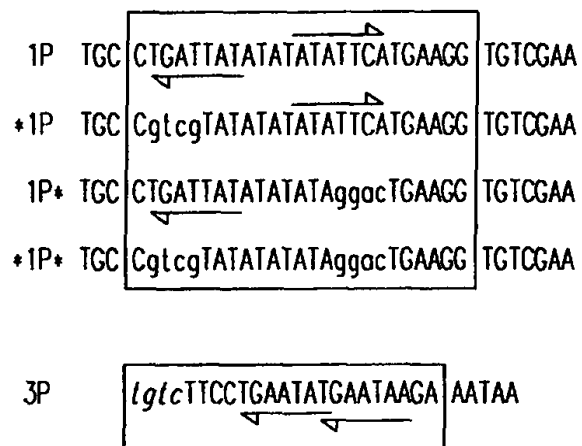 1P TGC CTGATTATATATATATTCATGAAGG TGTCGAA
*1P TGC CgtcgTATATATATATTCATGAAGG TGTCGAA
1P* TGC CTGATTATATATATAggacTGAAGG TGTCGAA
*1P* TGC CgtcgTATATATATAggacTGAAGG TGTCGAA
3P tgtcTTCCTGAATATGAATAAGA AATAA